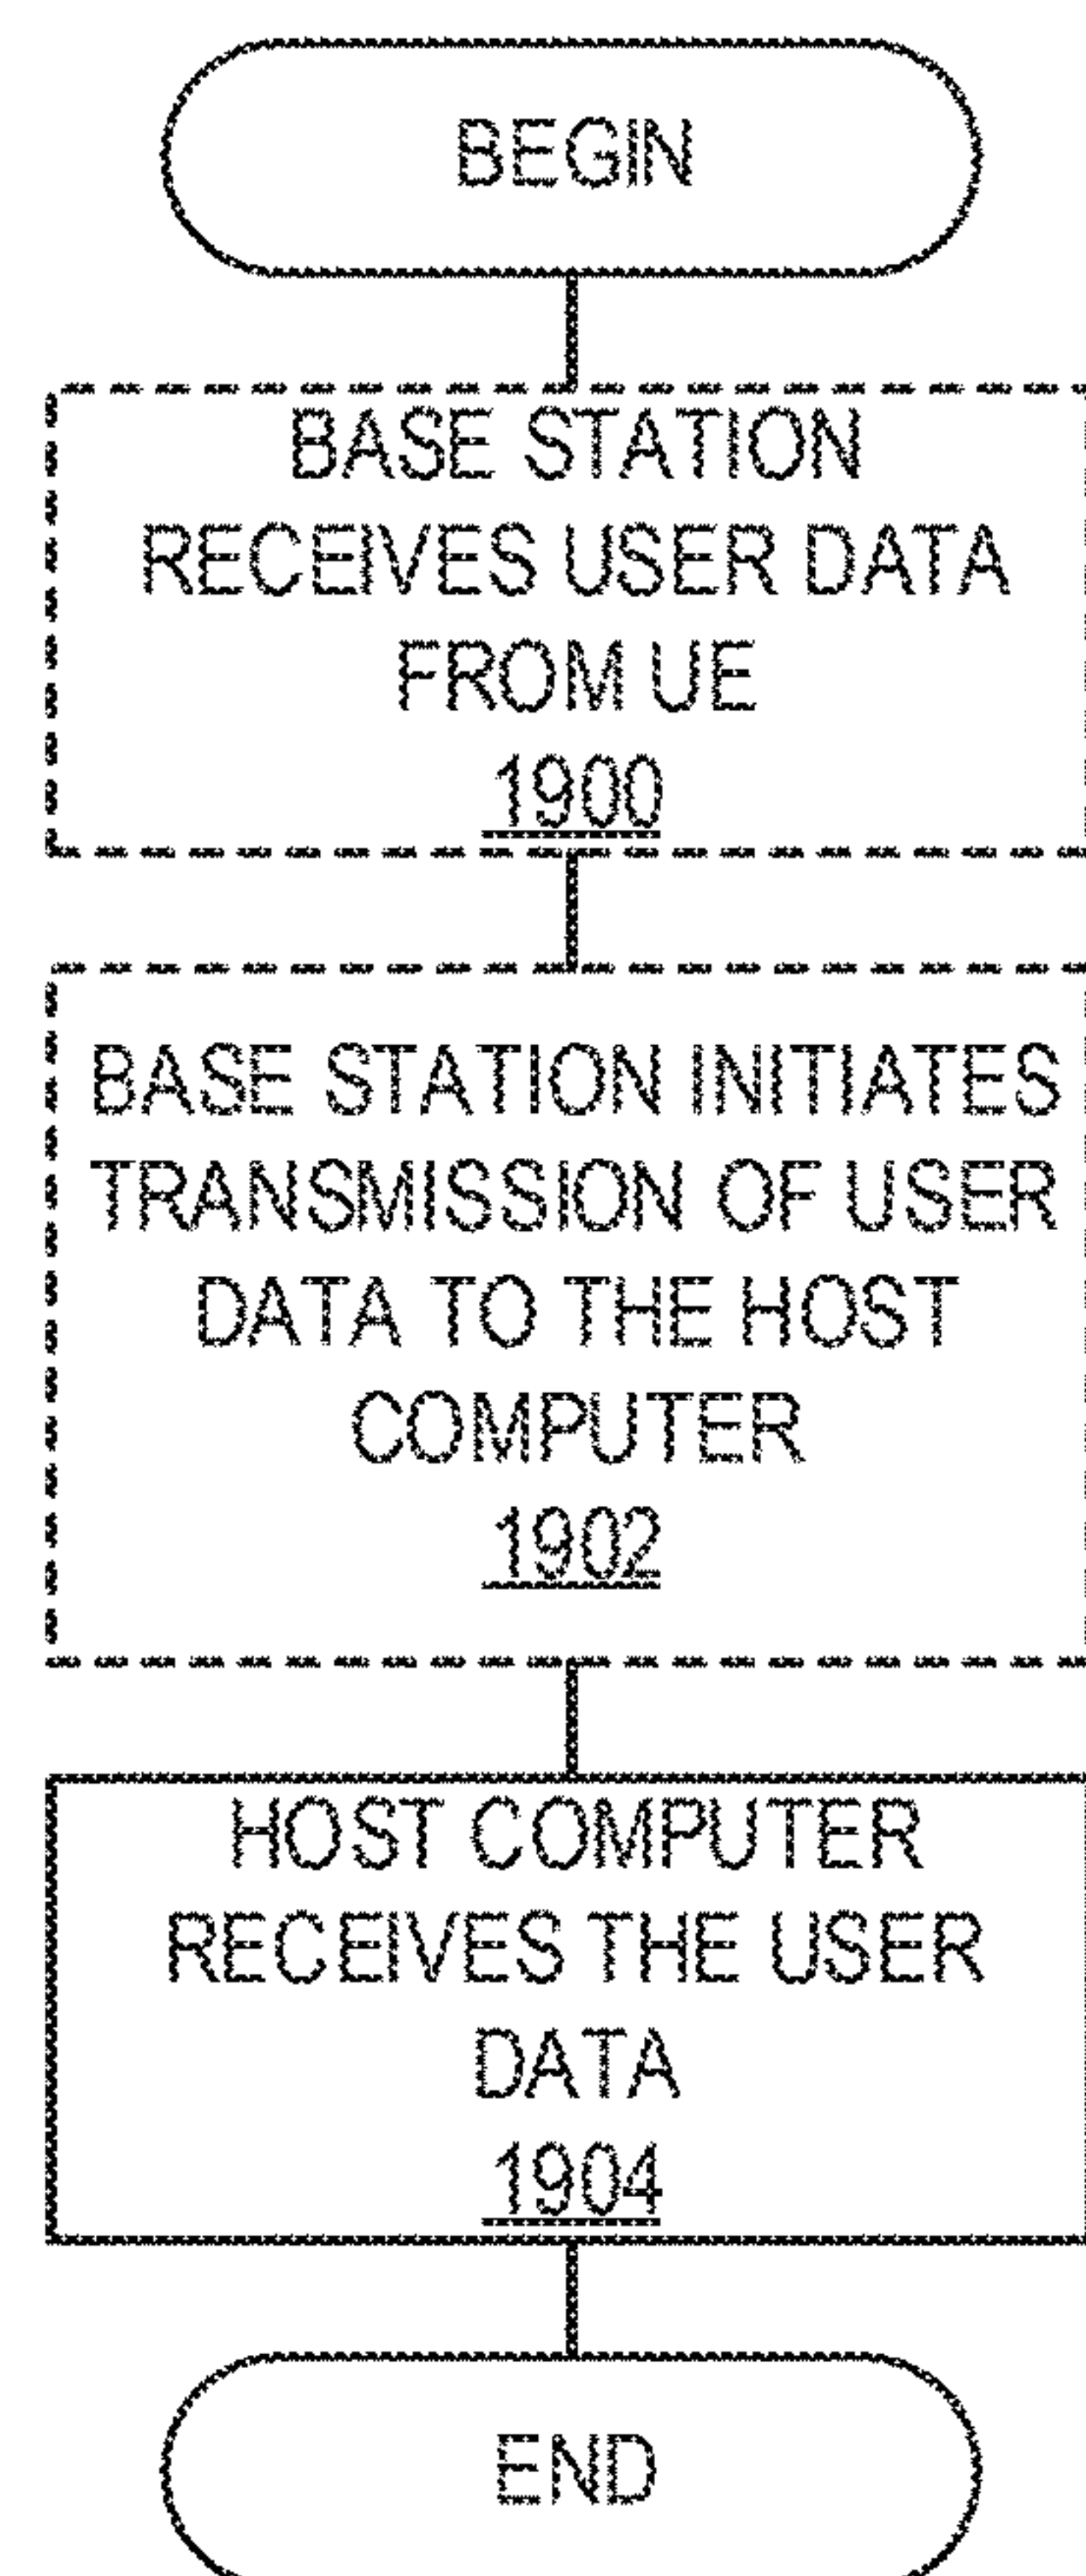 BEGIN
BASE STATION
RECEIVES USER DATA
FROM UE
1900
BASE STATION INITIATES
TRANSMISSION OF USER
DATA TO THE HOST
COMPUTER
1902
HOST COMPUTER
RECEIVES THE USER
DATA
1904
END